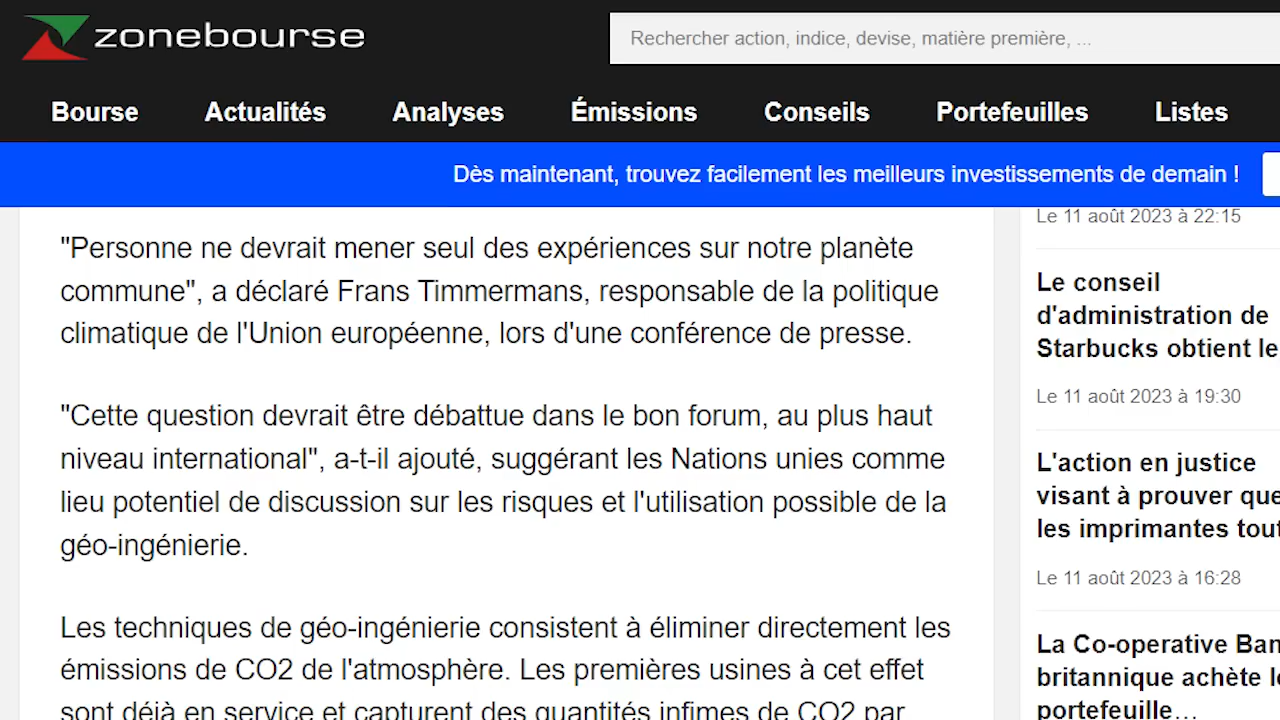 zonebourse
Rechercher action, indice, devise, matière première, ...
Bourse Actualités Analyses Émissions Conseils Portefeuilles Listes
Dès maintenant, trouvez facilement les meilleurs investissements de demain !
"Personne ne devrait mener seul des expériences sur notre planète
commune", a déclaré Frans Timmermans, responsable de la politique
climatique de l'Union européenne, lors d'une conférence de presse.
"Cette question devrait être débattue dans le bon forum, au plus haut
niveau international", a-t-il ajouté, suggérant les Nations unies comme
lieu potentiel de discussion sur les risques et l'utilisation possible de la
géo-ingénierie.
Les techniques de géo-ingénierie consistent à éliminer directement les
émissions de CO2 de l'atmosphère. Les premières usines à cet effet
sont déjà en service et capturent des quantités infimes de CO2 par
Le 11 août 2023 à 22:15
Le conseil
d'administration de
Starbucks obtient le
Le 11 août 2023 à 19:30
L'action en justice
visant à prouver que
les imprimantes tout
Le 11 août 2023 à 16:28
La Co-operative Ban
britannique achète le
portefeuille…